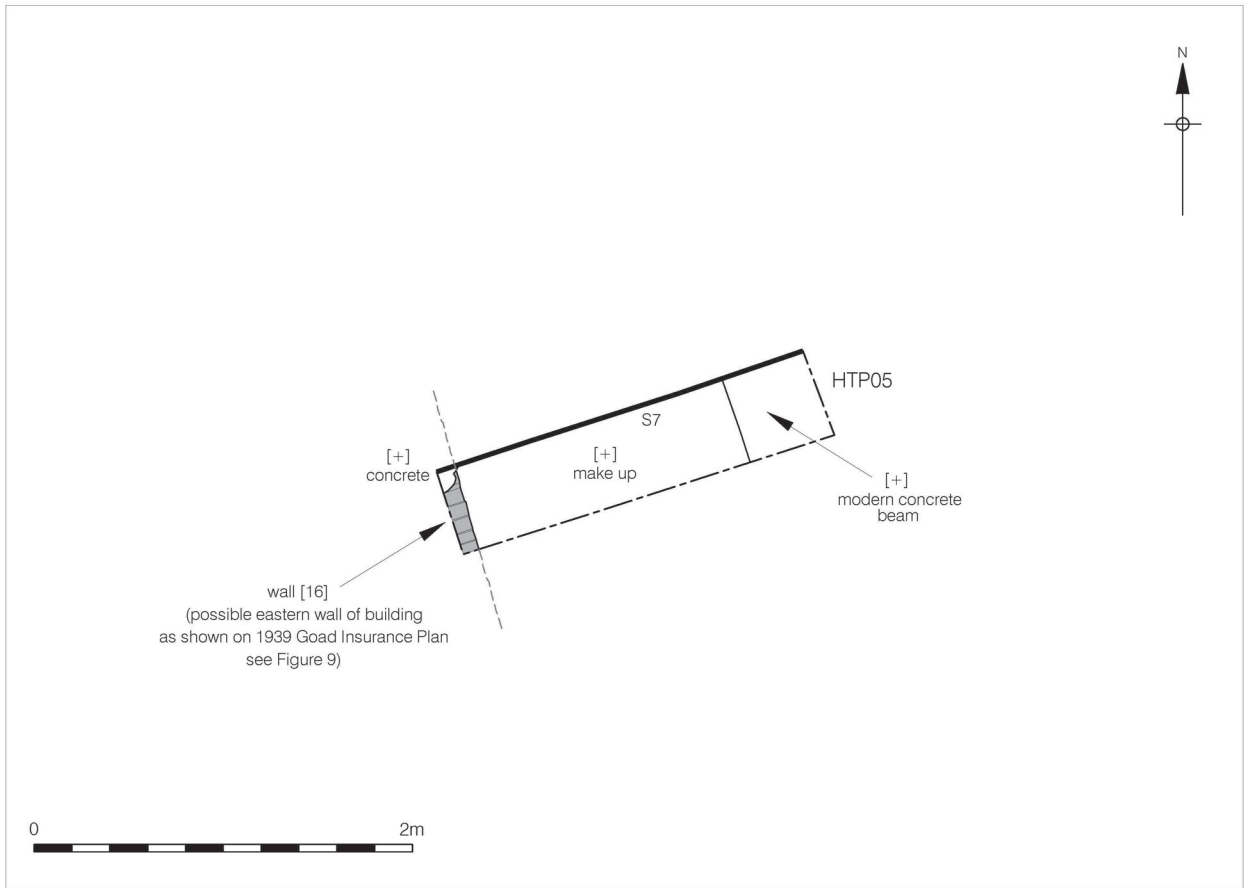 N
HTP05
S7
[+]
concrete
[+]
make up
[+]
modern concrete
beam
wall [16]
(possible eastern wall of building
as shown on 1939 Goad Insurance Plan
see Figure 9)
0 2m